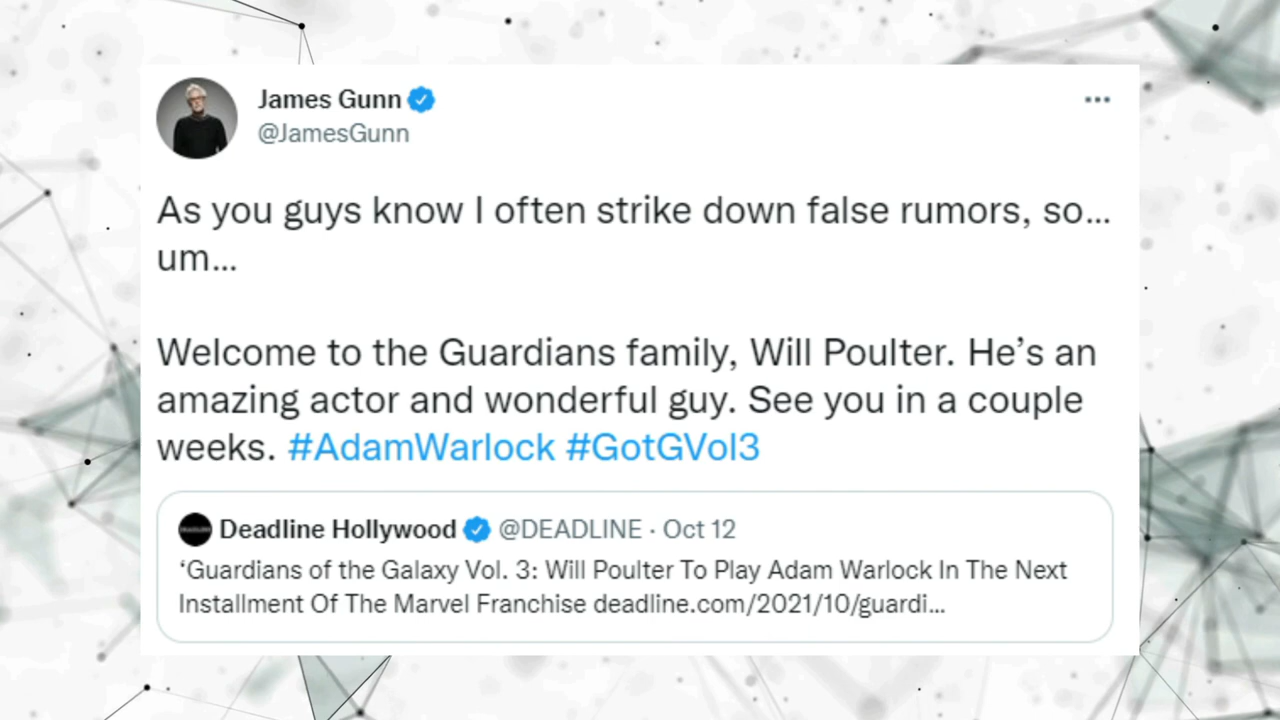 James Gunn
@JamesGunn
As you guys know I often strike down false rumors, so...
um...
Welcome to the Guardians family, Will Poulter. He’s an
amazing actor and wonderful guy. See you in a couple
weeks. #AdamWarlock #GotGVol3
Deadline Hollywood @DEADLINE · Oct 12
‘Guardians of the Galaxy Vol. 3: Will Poulter To Play Adam Warlock In The Next
Installment Of The Marvel Franchise deadline.com/2021/10/guardi...